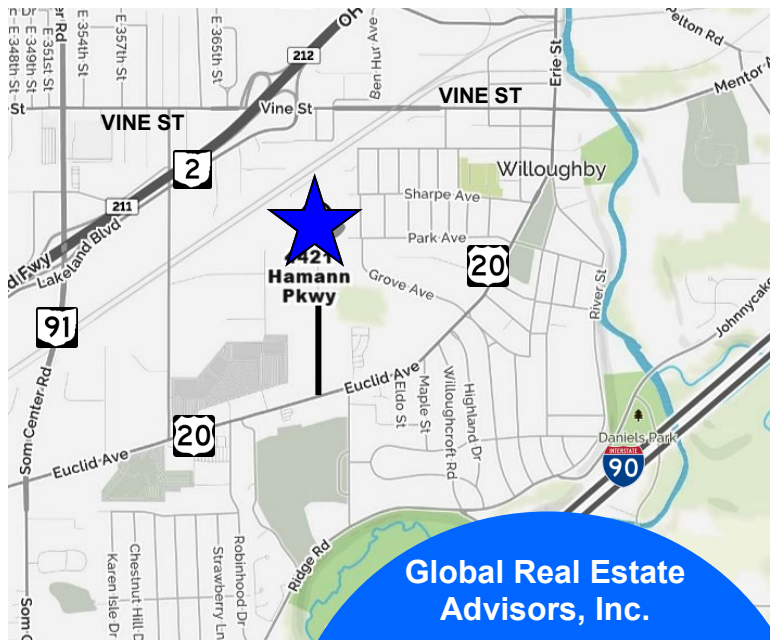 E 348th St
E 349th St
E 351st St
E 354th St
E 357th St
E 365th St
212
Ben Hur Ave
Erie St
Pelton Rd
Vine St
VINE ST
VINE ST
Mentor
2
Willoughby
211
Lakeland Blvd
Sharpe Ave
Park Ave
20
4421
Hamann
Pkwy
Grove Ave
River St
Johnnycake
91
Som Center Rd
Euclid Ave
Eldo St
Maple St
Willoughcroft Rd
Highland Dr
20
Euclid Ave
Daniels Park
INTERSTATE
90
Ridge Rd
Karen Isle Dr
Chestnut Hill D
Strawberry Ln
Robinhood Dr
Global Real Estate
Advisors, Inc.